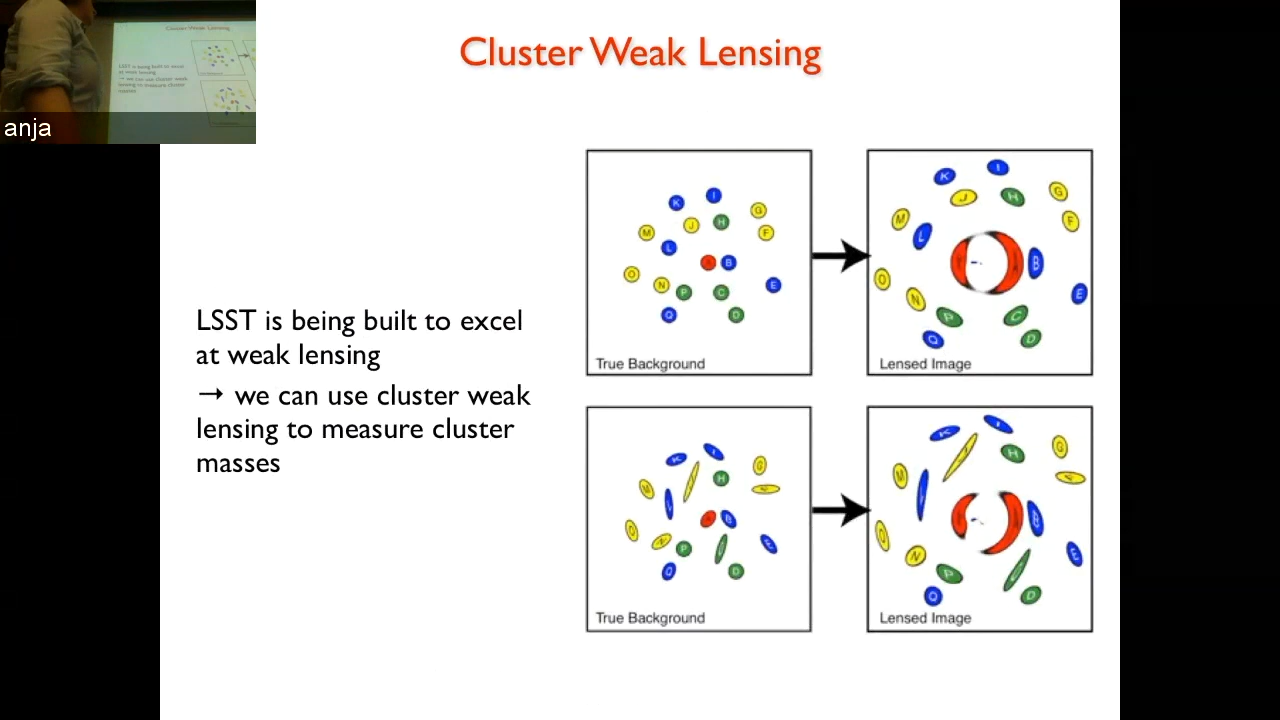 Cluster Weak Lensing
anja
LSST is being built to excel
at weak lensing
→ we can use cluster weak
lensing to measure cluster
masses
K I G
M J H F
L
A B
O N P C E
Q D
True Background
K I
J H G
M L F
B
O N E
P C
Q D
Lensed Image
K I G
M H
B
O N P E
Q D
True Background
K I
H G
M
B
O N P E
Q D
Lensed Image